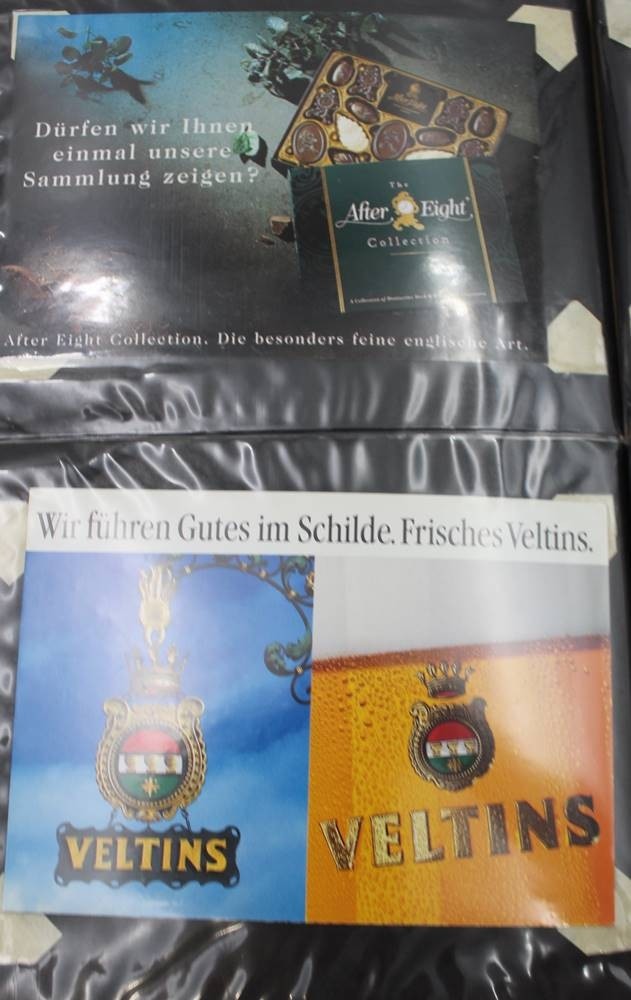 Dürfen wir Ihnen
einmal unsere
Sammlung zeigen?
The
After Eight
Collection
After Eight Collection. Die besonders feine englische Art.
Wir führen Gutes im Schilde. Frisches Veltins.
VELTINS
VELTINS